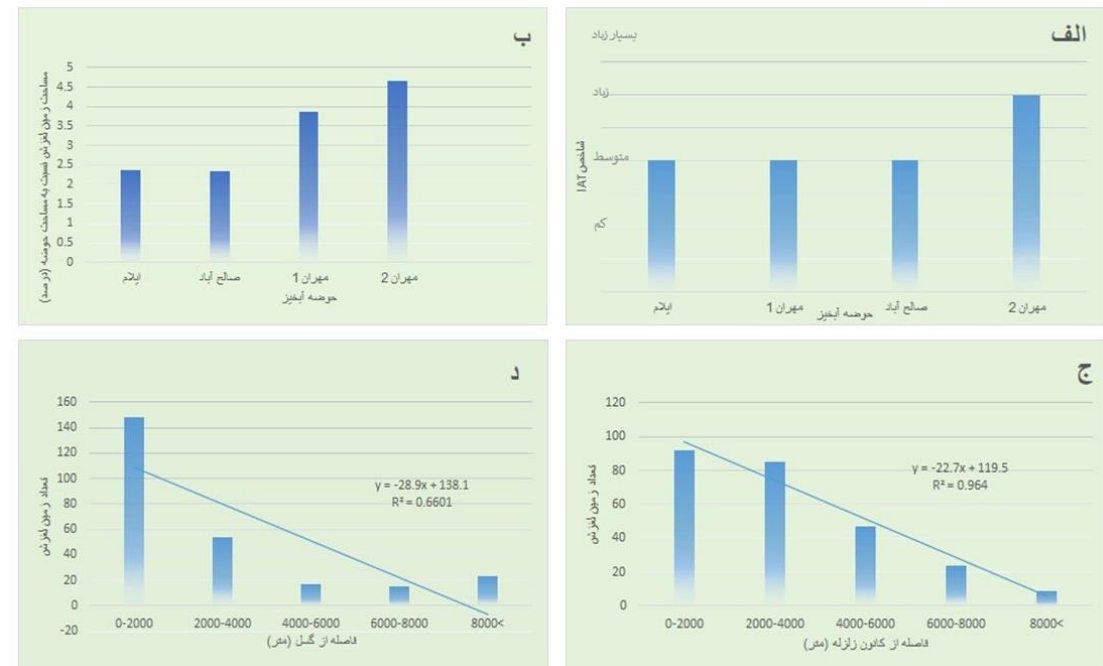 الف
بسیار زیاد
زیاد
متوسط
کم
شاخص IAT
ایلام
مهران 1
صالح آباد
مهران 2
حوضه آبخیز
ب
مساحت زمین لغزش نسبت به مساحت حوضه (درصد)
5
4.5
4
3.5
3
2.5
2
1.5
1
0.5
0
ایلام
صالح آباد
مهران 1
مهران 2
حوضه آبخیز
ج
تعداد زمین لغزش
120
100
80
60
40
20
0
y = -22.7x + 119.5
R² = 0.964
0-2000
2000-4000
4000-6000
6000-8000
8000<
فاصله از کانون زلزله (متر)
د
تعداد زمین لغزش
160
140
120
100
80
60
40
20
0
-20
y = -28.9x + 138.1
R² = 0.6601
0-2000
2000-4000
4000-6000
6000-8000
8000<
فاصله از گسل (متر)